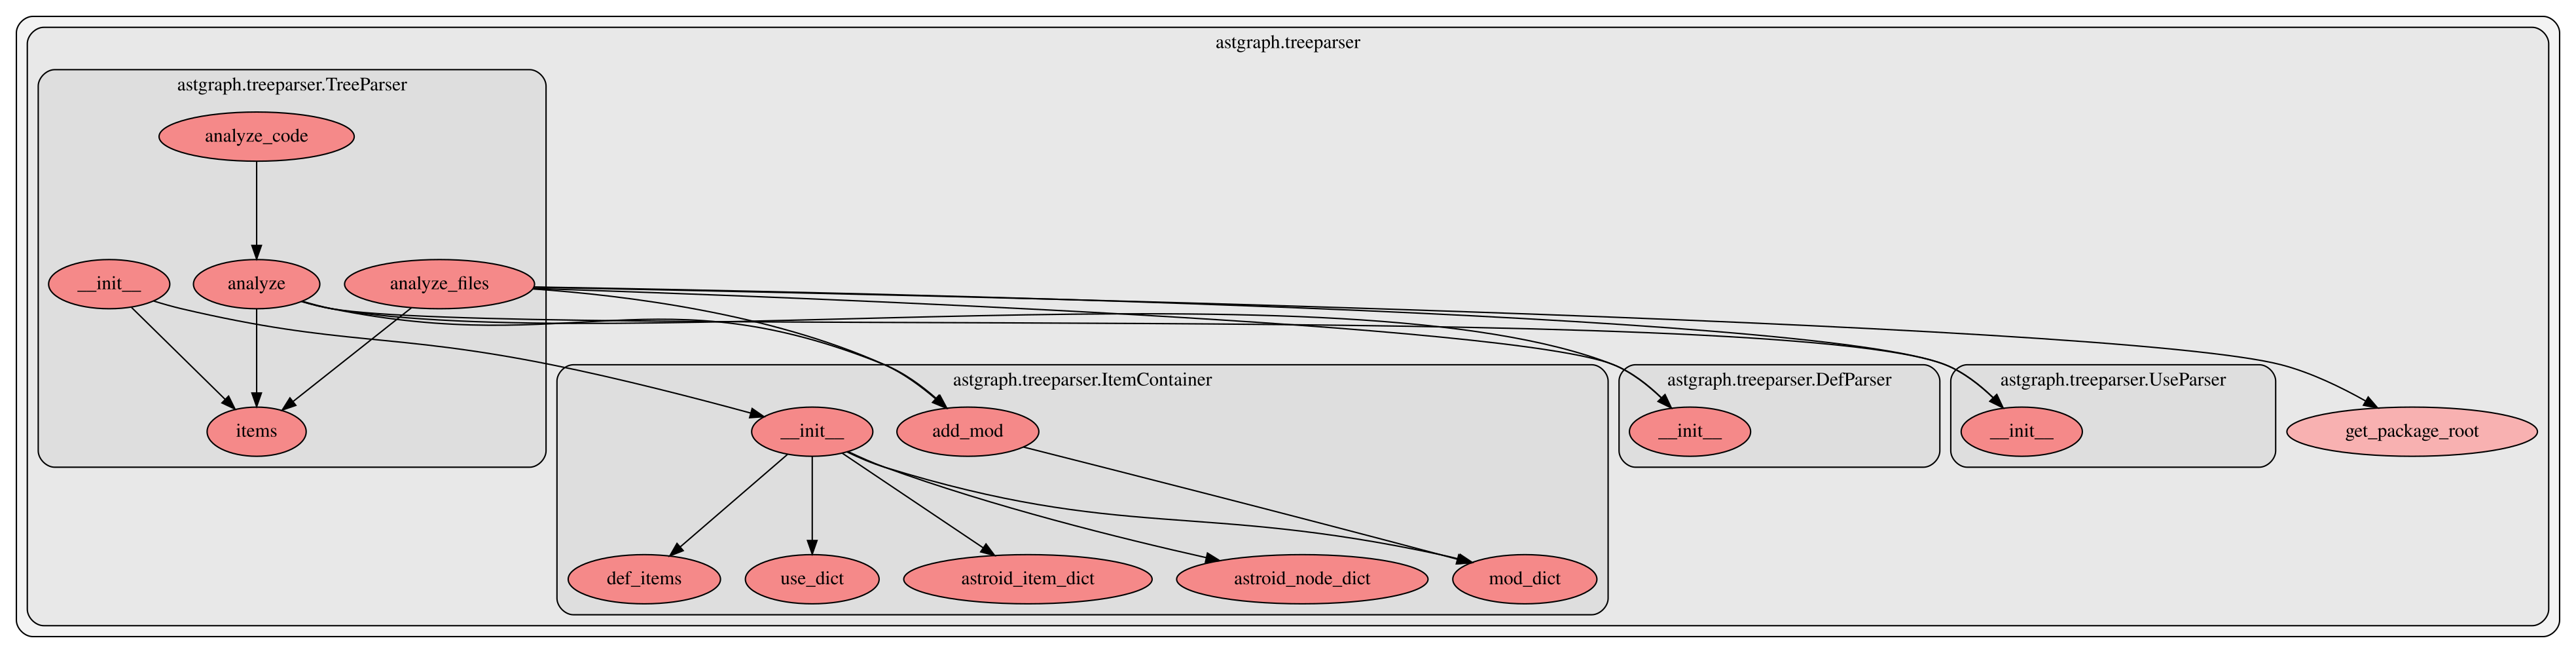 astgraph.treeparser
astgraph.treeparser.TreeParser
analyze_code
__init__
analyze
analyze_files
items
astgraph.treeparser.ItemContainer
__init__
add_mod
def_items
use_dict
astroid_item_dict
astroid_node_dict
mod_dict
astgraph.treeparser.DefParser
__init__
astgraph.treeparser.UseParser
__init__
get_package_root